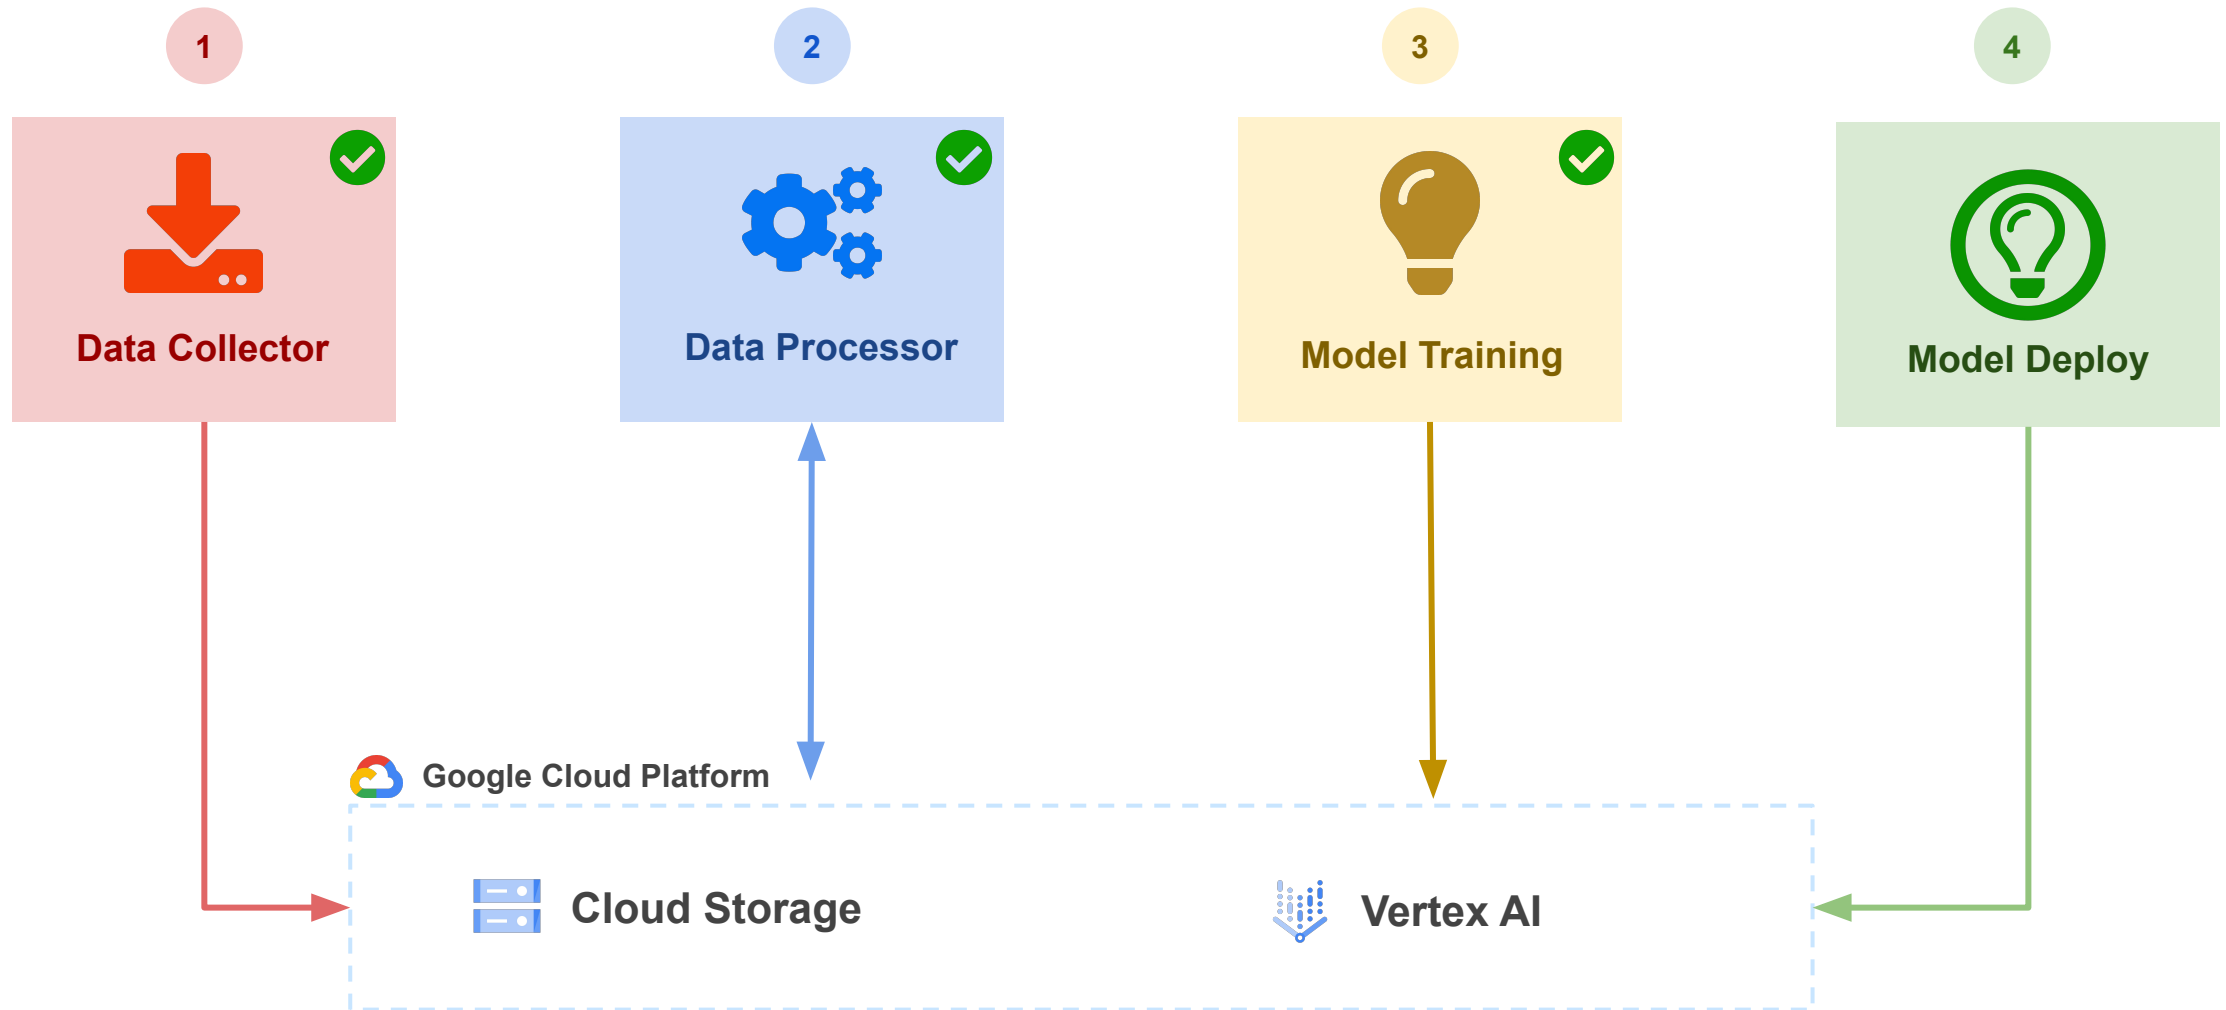 1
2
3
4
Data Collector
Data Processor
Model Training
Model Deploy
Google Cloud Platform
Cloud Storage
Vertex AI